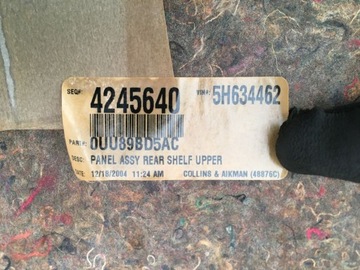 SEQ# 4245640 VIN#: 5H634462
PART#: 0UU89BD5AC
DESC: PANEL ASSY REAR SHELF UPPER
DATE: 12/18/2004 11:24 AM COLLINS & AIKMAN (48876C)